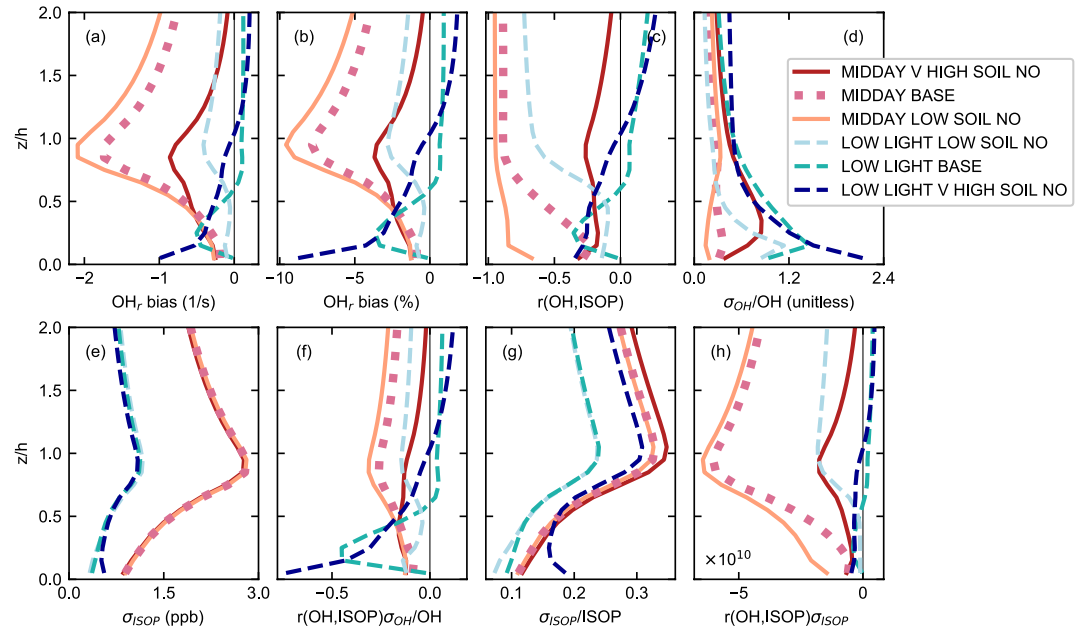 (a) (b) (c) (d)
2.0
1.5
1.0
0.5
0.0
z/h
−2 −1 0
OH_r bias (1/s)
−10 −5 0
OH_r bias (%)
−1.0 −0.5 0.0
r(OH,ISOP)
0.0 1.2 2.4
σ_OH/OH (unitless)
MIDDAY V HIGH SOIL NO
MIDDAY BASE
MIDDAY LOW SOIL NO
LOW LIGHT LOW SOIL NO
LOW LIGHT BASE
LOW LIGHT V HIGH SOIL NO
(e) (f) (g) (h)
2.0
1.5
1.0
0.5
0.0
z/h
0.0 1.5 3.0
σ_ISOP (ppb)
−0.5 0.0
r(OH,ISOP)σ_OH/OH
0.1 0.2 0.3
σ_ISOP/ISOP
×10^10
−5 0
r(OH,ISOP)σ_ISOP